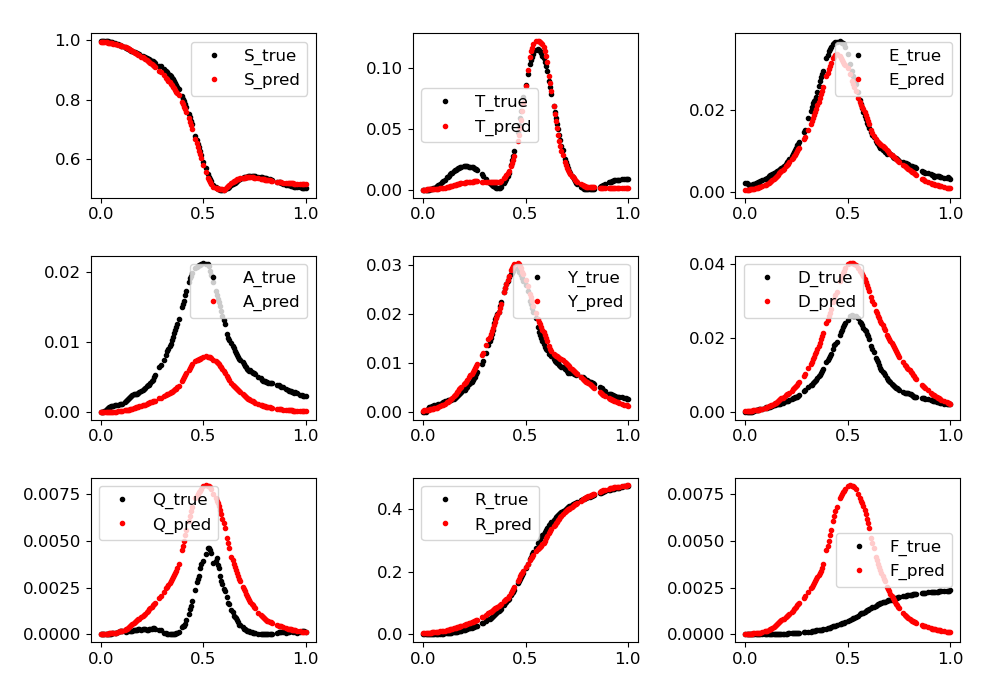 1.0
0.8
0.6
0.0 0.5 1.0
S_true
S_pred
0.10
0.05
0.00
0.0 0.5 1.0
T_true
T_pred
0.02
0.00
0.0 0.5 1.0
E_true
E_pred
0.02
0.01
0.00
0.0 0.5 1.0
A_true
A_pred
0.03
0.02
0.01
0.00
0.0 0.5 1.0
Y_true
Y_pred
0.04
0.02
0.00
0.0 0.5 1.0
D_true
D_pred
0.0075
0.0050
0.0025
0.0000
0.0 0.5 1.0
Q_true
Q_pred
0.4
0.2
0.0
0.0 0.5 1.0
R_true
R_pred
0.0075
0.0050
0.0025
0.0000
0.0 0.5 1.0
F_true
F_pred